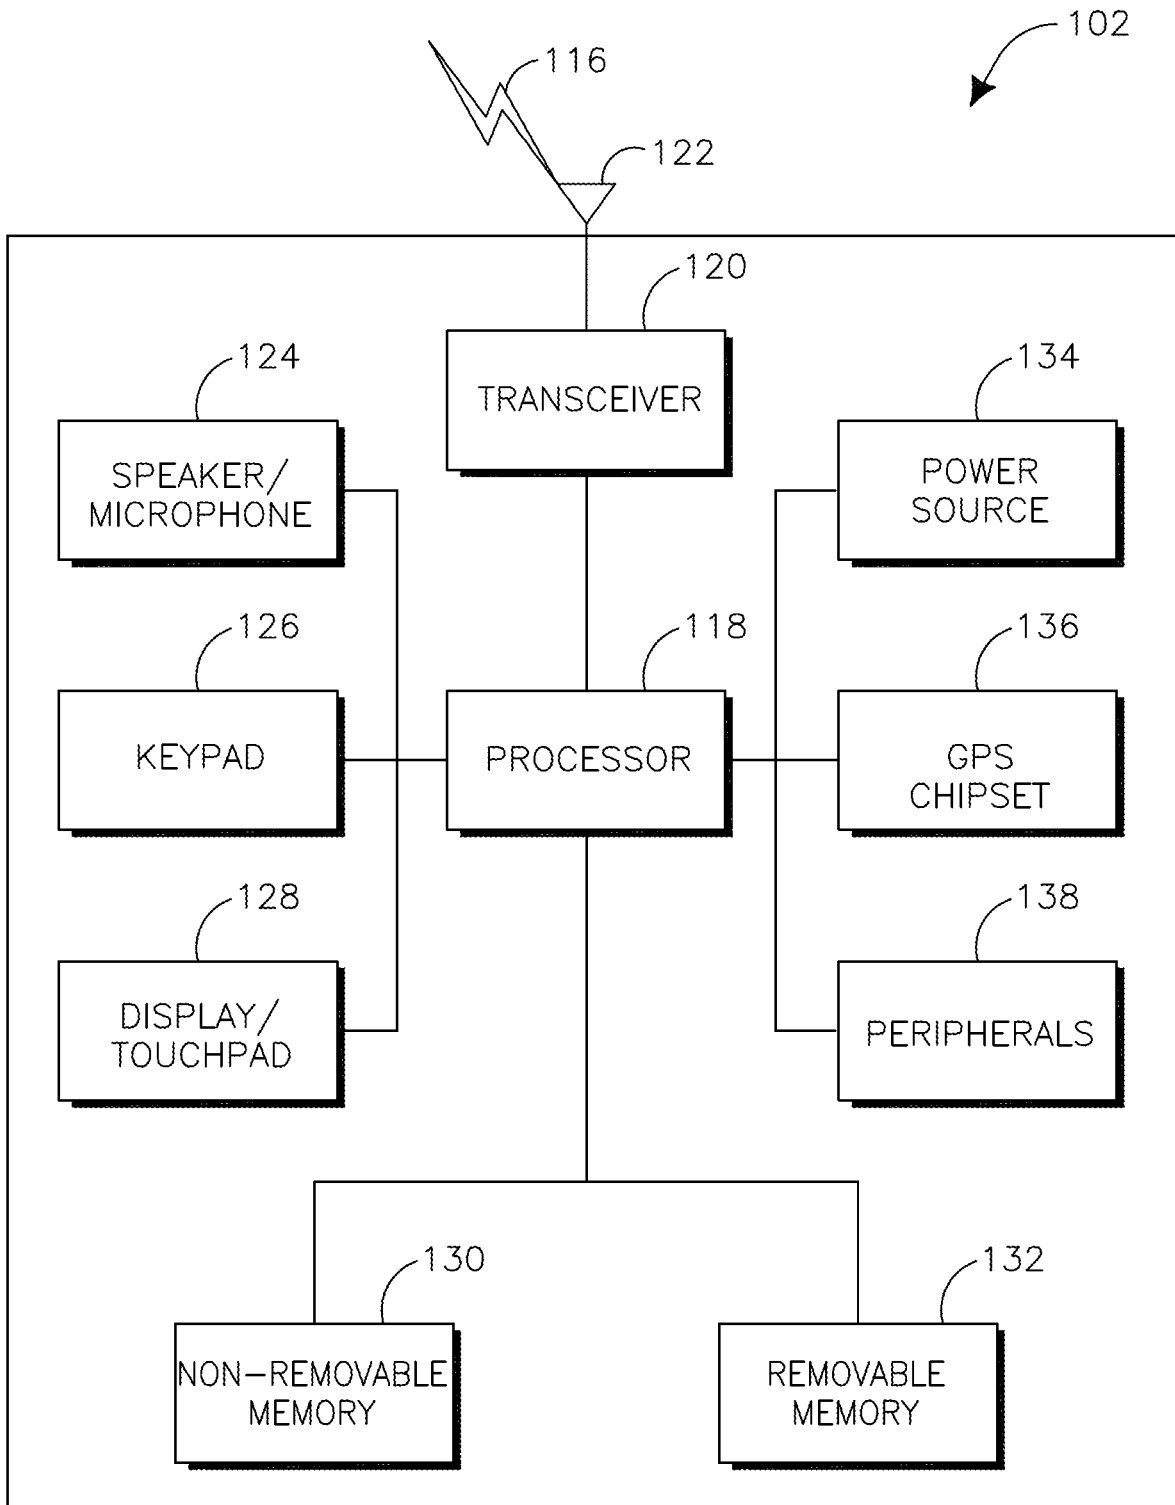 102
116
122
120
TRANSCEIVER
124
SPEAKER/
MICROPHONE
134
POWER
SOURCE
126
KEYPAD
118
PROCESSOR
136
GPS
CHIPSET
128
DISPLAY/
TOUCHPAD
138
PERIPHERALS
130
NON-REMOVABLE
MEMORY
132
REMOVABLE
MEMORY